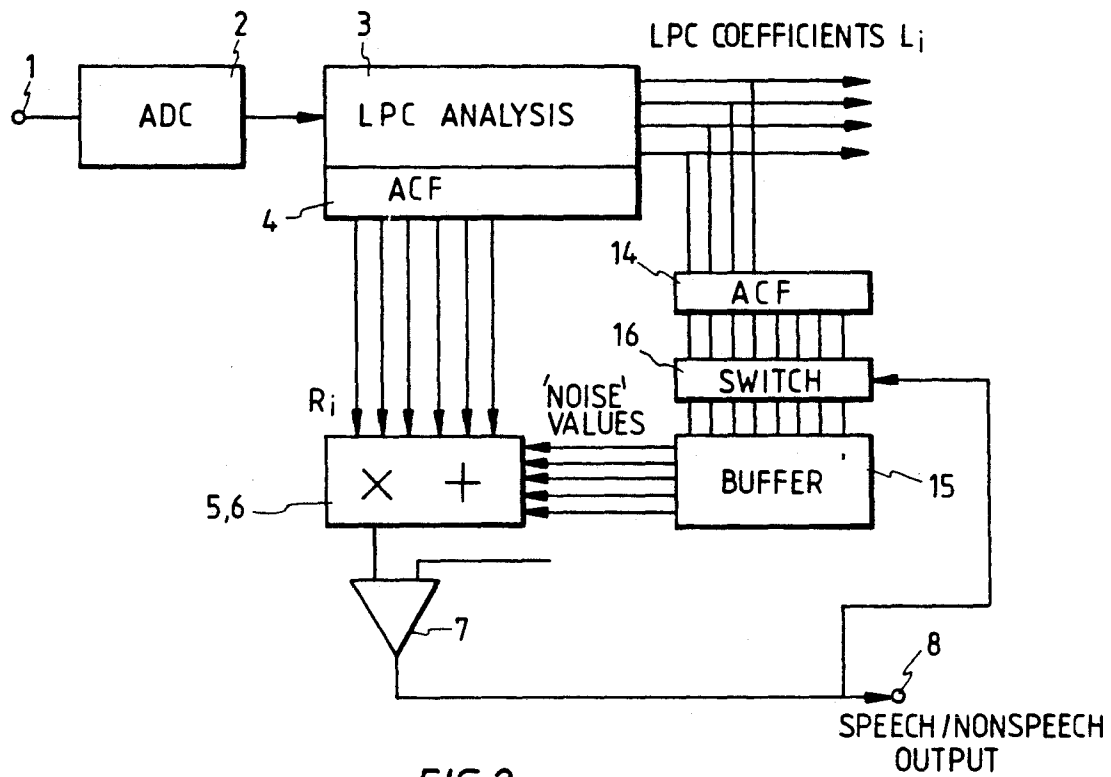 LPC COEFFICIENTS Li
1
2
3
ADC
LPC ANALYSIS
ACF
4
14
ACF
16
SWITCH
Ri
'NOISE'
VALUES
× +
BUFFER
15
5,6
7
8
SPEECH/NONSPEECH
OUTPUT